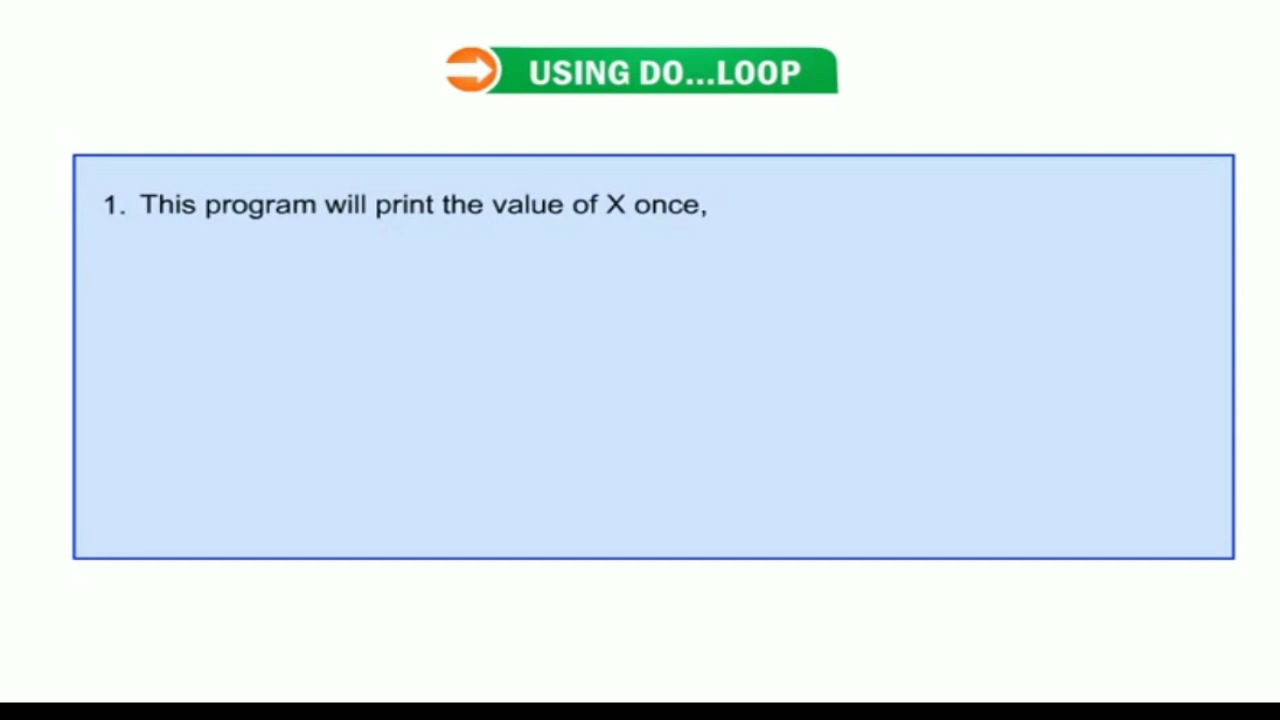 USING DO...LOOP
1. This program will print the value of X once,